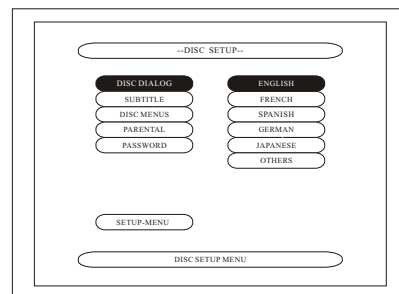 --DISC SETUP--
DISC DIALOG
SUBTITLE
DISC MENUS
PARENTAL
PASSWORD
ENGLISH
FRENCH
SPANISH
GERMAN
JAPANESE
OTHERS
SETUP-MENU
DISC SETUP MENU